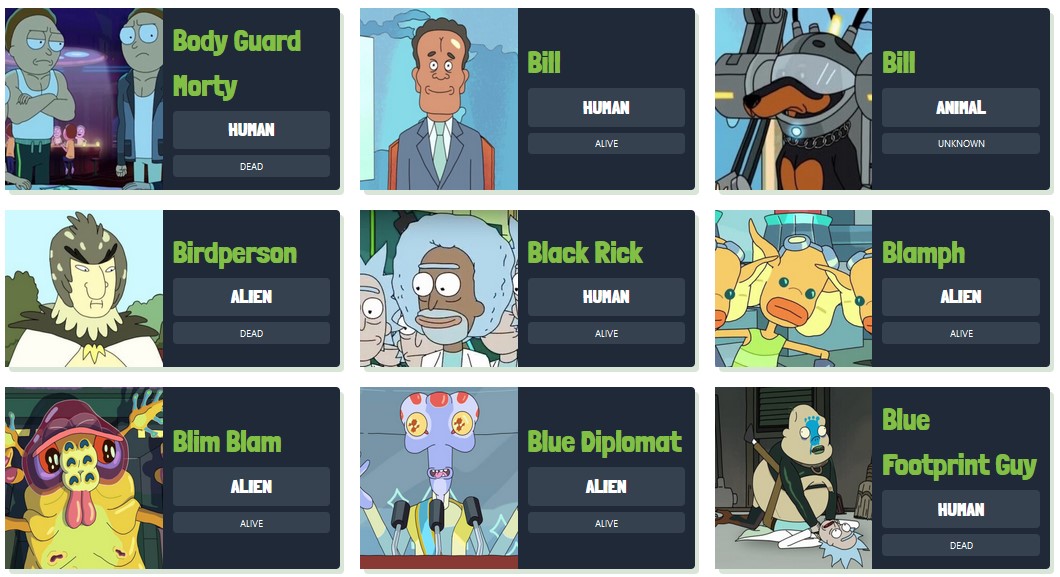 Body Guard
Morty
HUMAN
DEAD
Bill
HUMAN
ALIVE
Bill
ANIMAL
UNKNOWN
Birdperson
ALIEN
DEAD
Black Rick
HUMAN
ALIVE
Blamph
ALIEN
ALIVE
Blim Blam
ALIEN
ALIVE
Blue Diplomat
ALIEN
ALIVE
Blue
Footprint Guy
HUMAN
DEAD